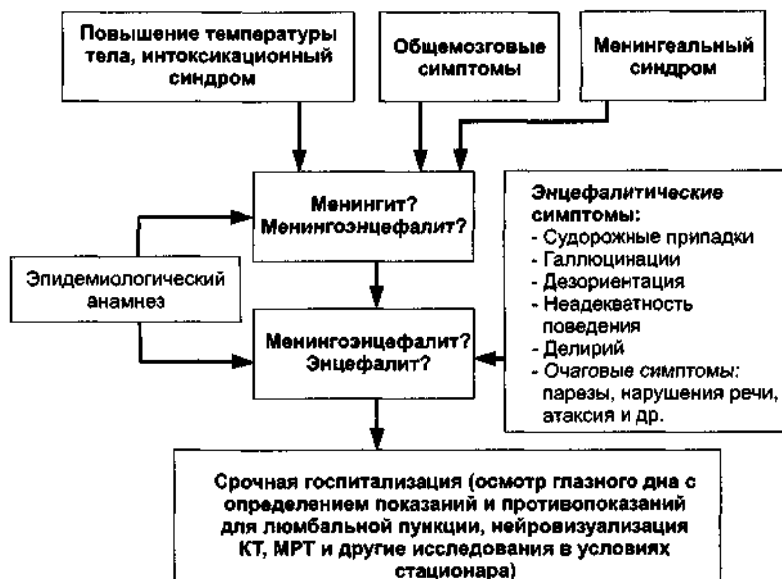 Повышение температуры
тела, интоксикационный
синдром
Общемозговые
симптомы
Менингеальный
синдром
Менингит?
Менингоэнцефалит?
Эпидемиологический
анамнез
Менингоэнцефалит?
Энцефалит?
Энцефалитические
симптомы:
- Судорожные припадки
- Галлюцинации
- Дезориентация
- Неадекватность
поведения
- Делирий
- Очаговые симптомы:
парезы, нарушения речи,
атаксия и др.
Срочная госпитализация (осмотр глазного дна с
определением показаний и противопоказаний
для люмбальной пункции, нейровизуализация
КТ, МРТ и другие исследования в условиях
стационара)